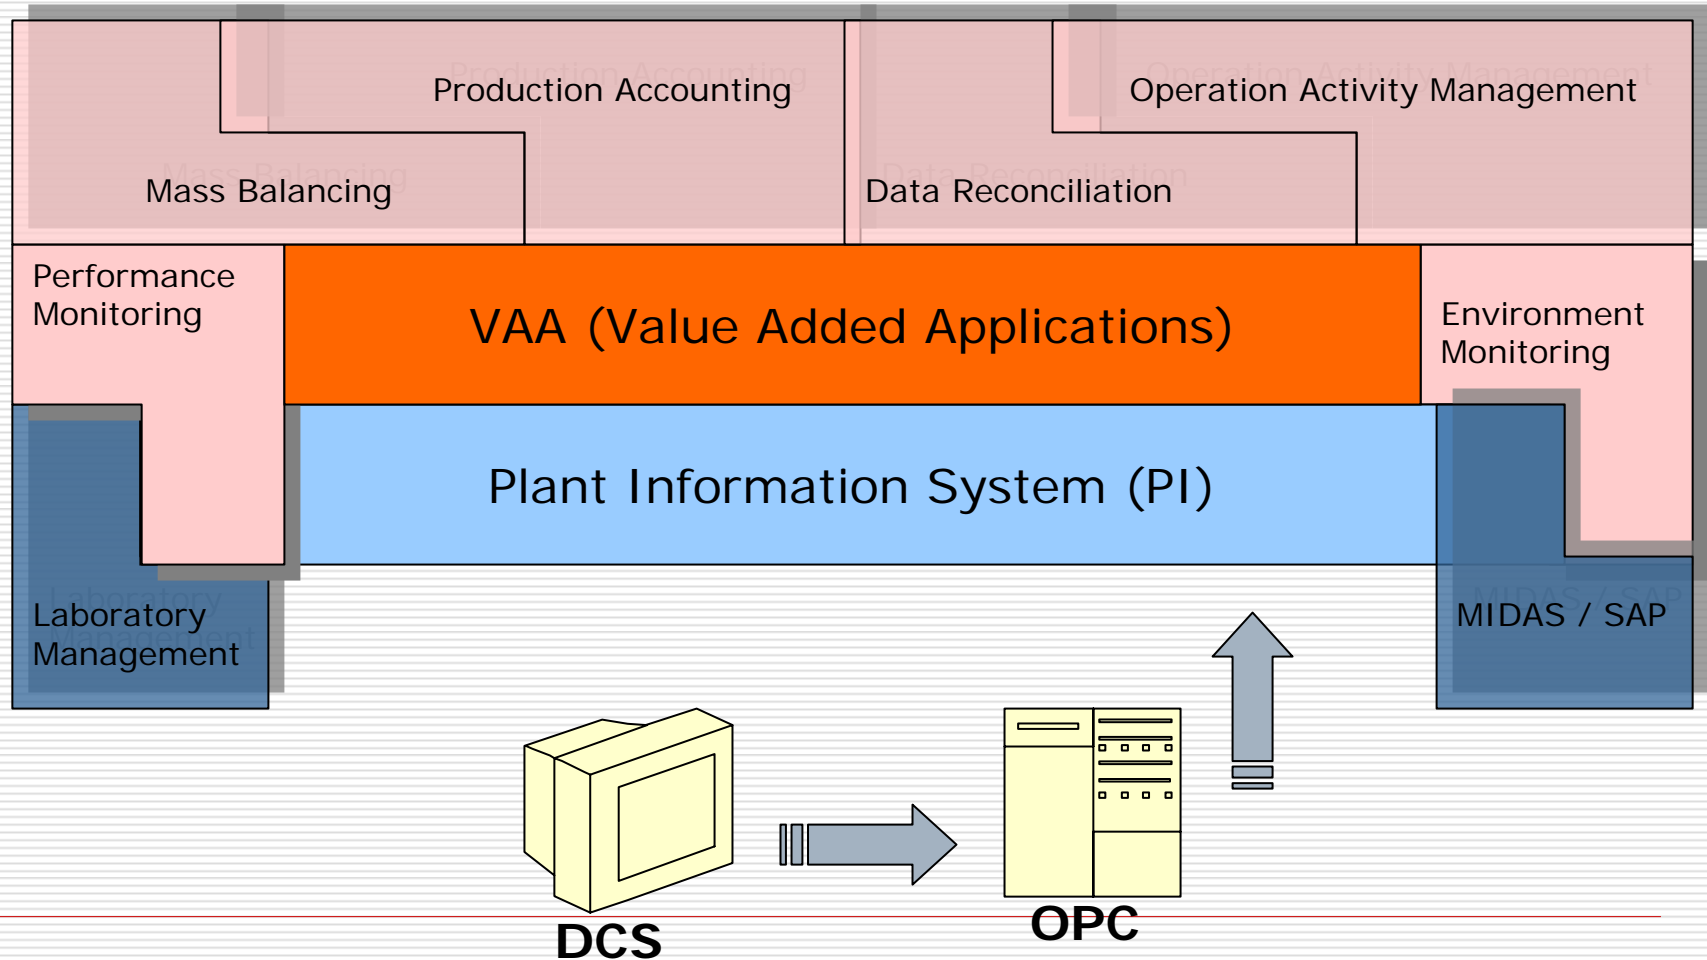 Production Accounting
Operation Activity Management
Mass Balancing
Data Reconciliation
Performance
Monitoring
VAA (Value Added Applications)
Environment
Monitoring
Plant Information System (PI)
Laboratory
Management
MIDAS / SAP
DCS
OPC